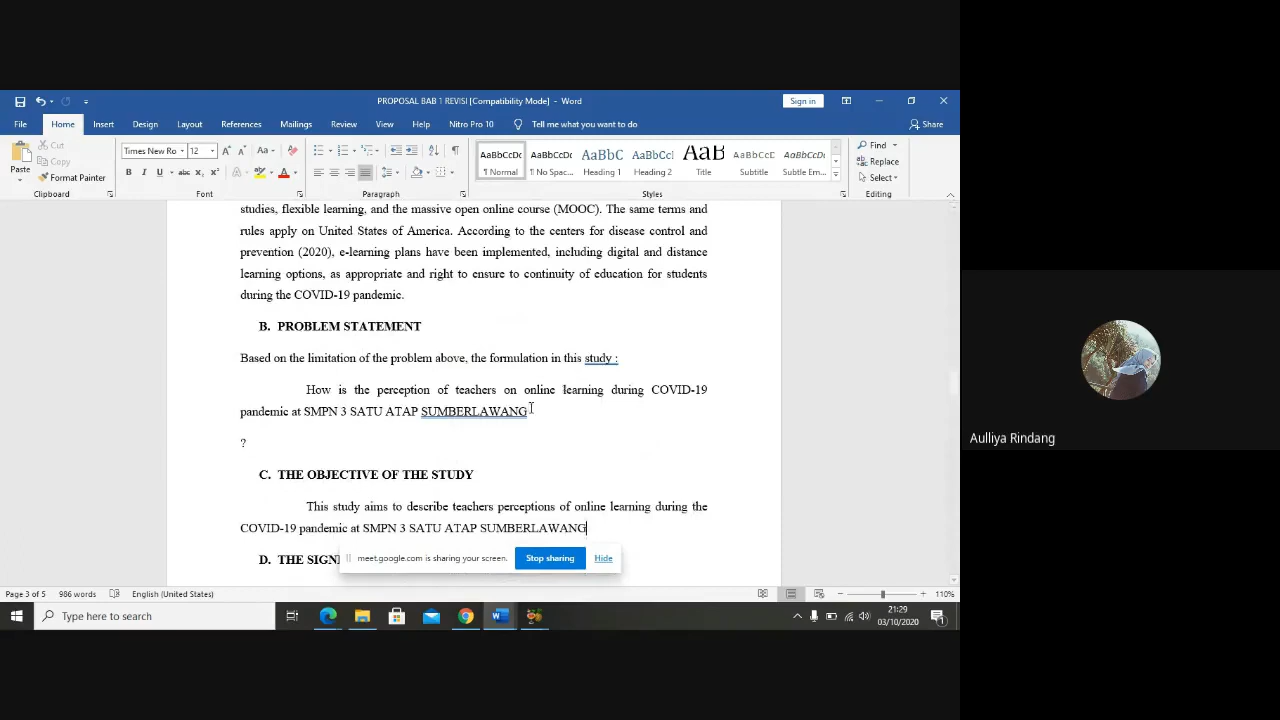 PROPOSAL BAB 1 REVISI [Compatibility Mode] - Word
Sign in
File Home Insert Design Layout References Mailings Review View Help Nitro Pro 10 Tell me what you want to do Share
Paste
Cut
Copy
Format Painter
Clipboard
Times New Ro 12
Font
Paragraph
AaBbCcDc AaBbCcDc AaBbC AaBbCc AaB AaBbCcD AaBbCcDc
¶ Normal ¶ No Spac... Heading 1 Heading 2 Title Subtitle Subtle Em...
Styles
Find
Replace
Select
Editing
studies, flexible learning, and the massive open online course (MOOC). The same terms and
rules apply on United States of America. According to the centers for disease control and
prevention (2020), e-learning plans have been implemented, including digital and distance
learning options, as appropriate and right to ensure to continuity of education for students
during the COVID-19 pandemic.
B. PROBLEM STATEMENT
Based on the limitation of the problem above, the formulation in this study :
How is the perception of teachers on online learning during COVID-19
pandemic at SMPN 3 SATU ATAP SUMBERLAWANG
?
C. THE OBJECTIVE OF THE STUDY
This study aims to describe teachers perceptions of online learning during the
COVID-19 pandemic at SMPN 3 SATU ATAP SUMBERLAWANG
D. THE SIGN
meet.google.com is sharing your screen. Stop sharing Hide
Page 3 of 5 986 words English (United States) 110%
Type here to search
21:29
03/10/2020
Aulliya Rindang